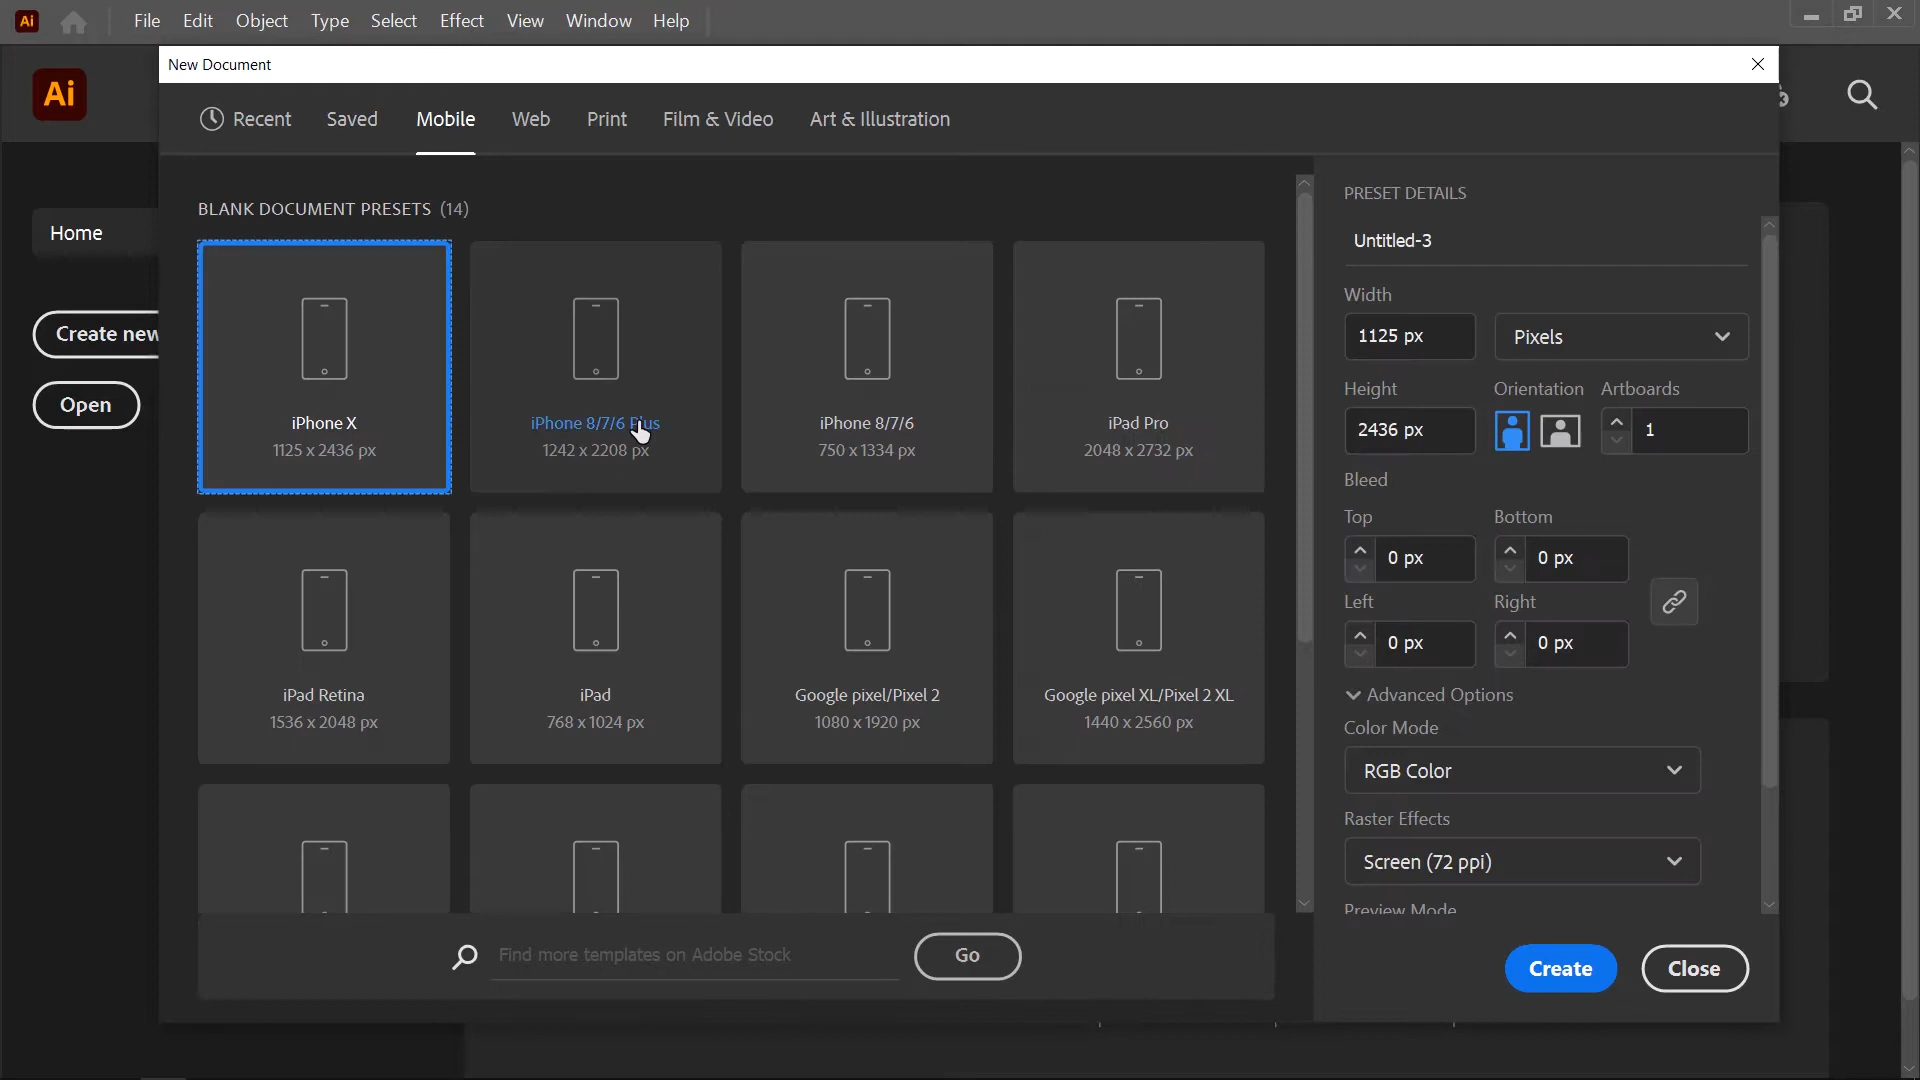 Ai File Edit Object Type Select Effect View Window Help
New Document
Ai
Recent Saved Mobile Web Print Film & Video Art & Illustration
Home
Create new
Open
BLANK DOCUMENT PRESETS (14)
iPhone X
1125 x 2436 px
iPhone 8/7/6 Plus
1242 x 2208 px
iPhone 8/7/6
750 x 1334 px
iPad Pro
2048 x 2732 px
iPad Retina
1536 x 2048 px
iPad
768 x 1024 px
Google pixel/Pixel 2
1080 x 1920 px
Google pixel XL/Pixel 2 XL
1440 x 2560 px
Find more templates on Adobe Stock Go
PRESET DETAILS
Untitled-3
Width
1125 px Pixels
Height Orientation Artboards
2436 px 1
Bleed
Top Bottom
0 px 0 px
Left Right
0 px 0 px
Advanced Options
Color Mode
RGB Color
Raster Effects
Screen (72 ppi)
Preview Mode
Create Close